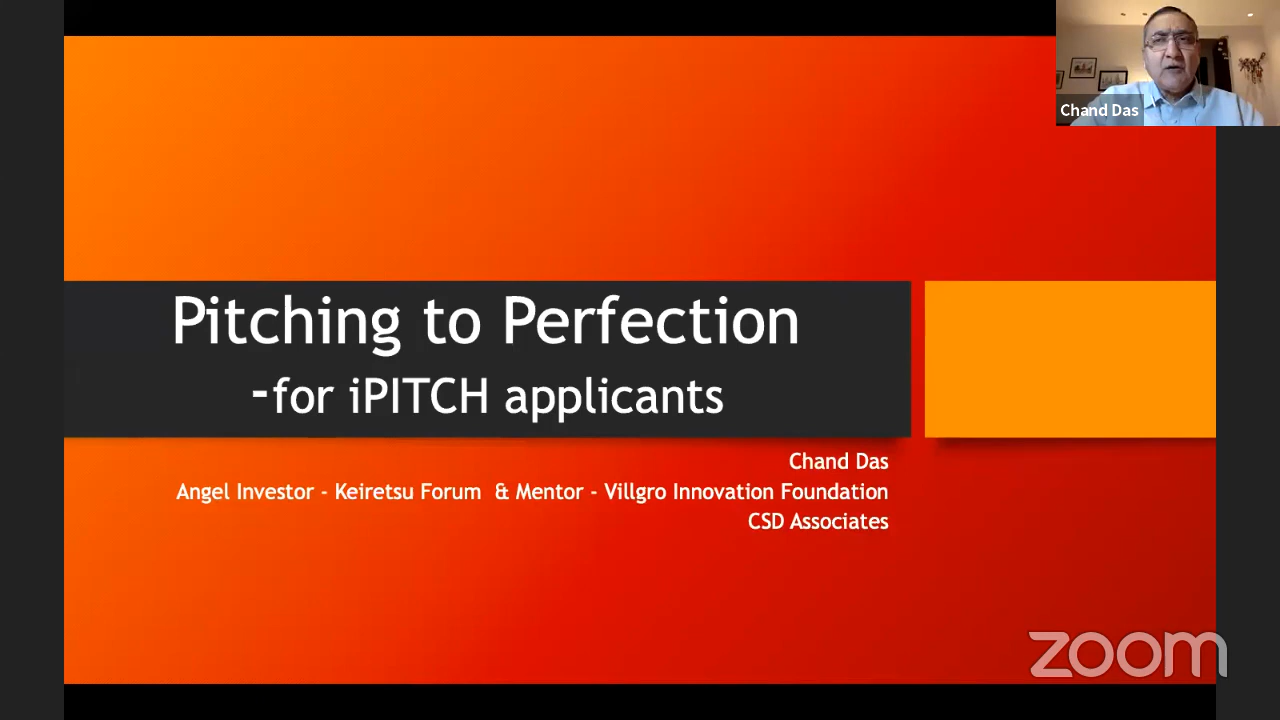 Chand Das
Pitching to Perfection
-for iPITCH applicants
Chand Das
Angel Investor - Keiretsu Forum & Mentor - Villgro Innovation Foundation
CSD Associates
zoom